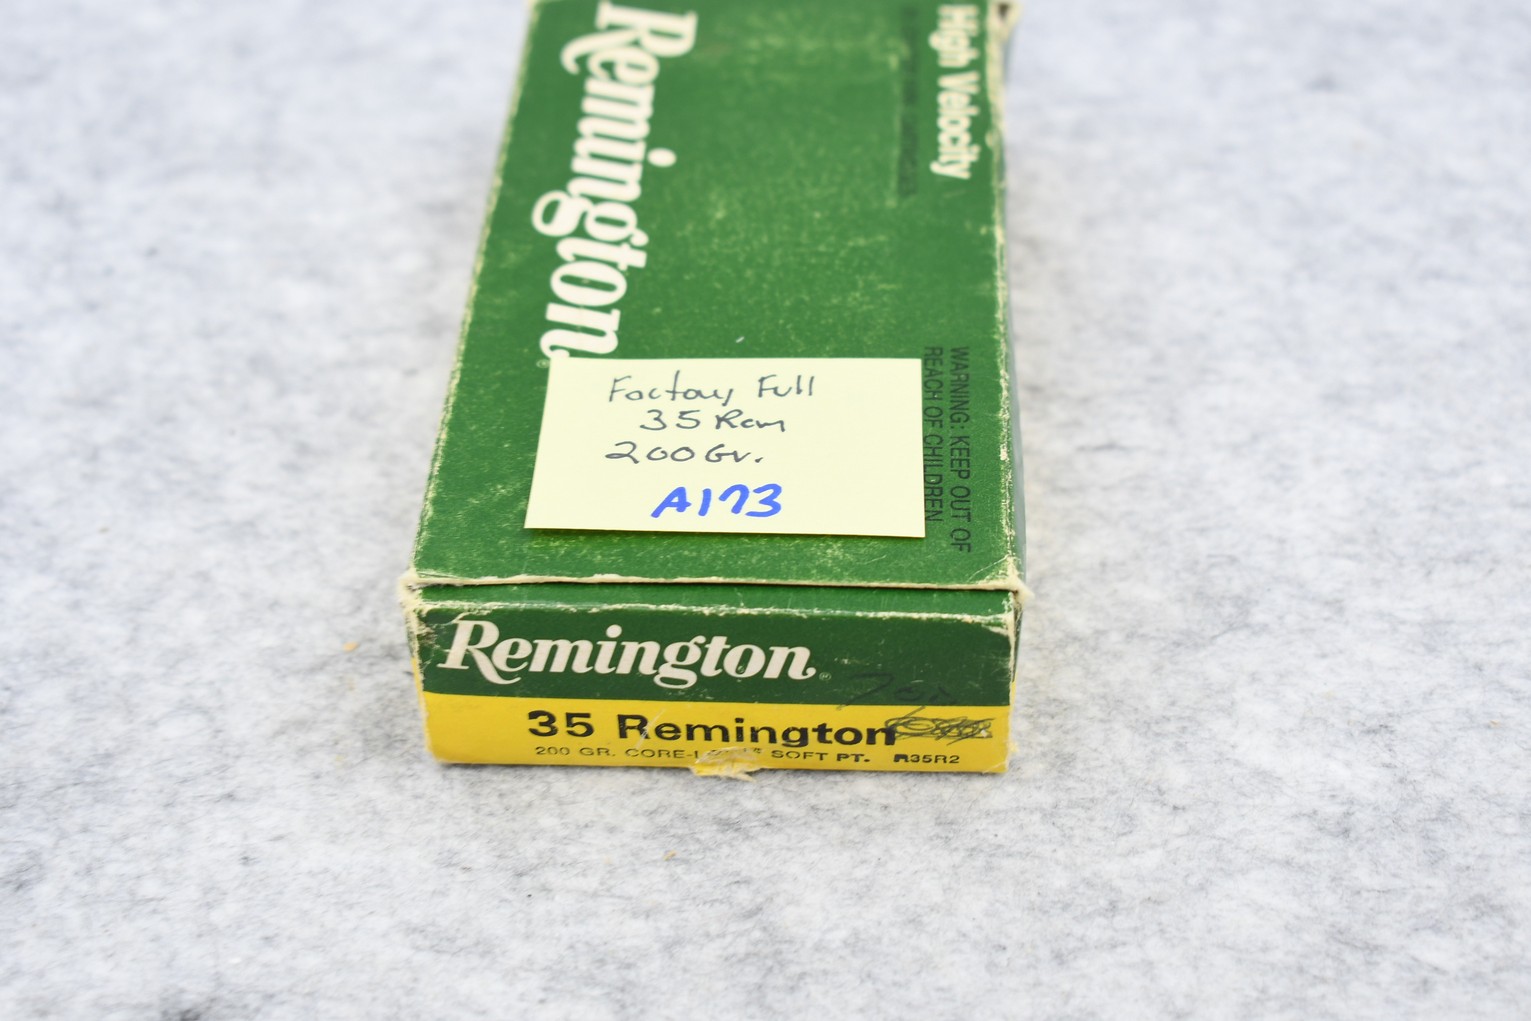 Remington®
High Velocity
WARNING: KEEP OUT OF
REACH OF CHILDREN
Factory Full
35 Rem
200 Gr.
A173
Remington®
35 Remington
200 GR. SOFT PT. R35R2